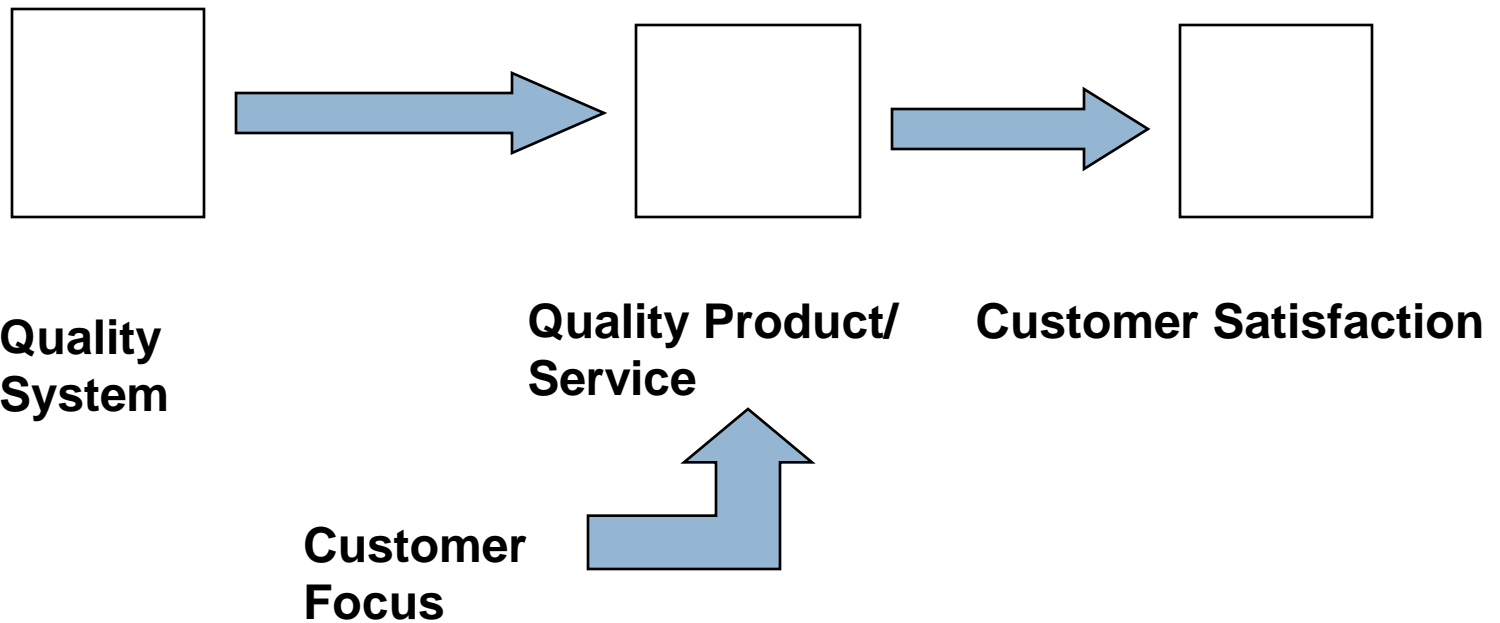 Quality
System
Quality Product/
Service
Customer Satisfaction
Customer
Focus